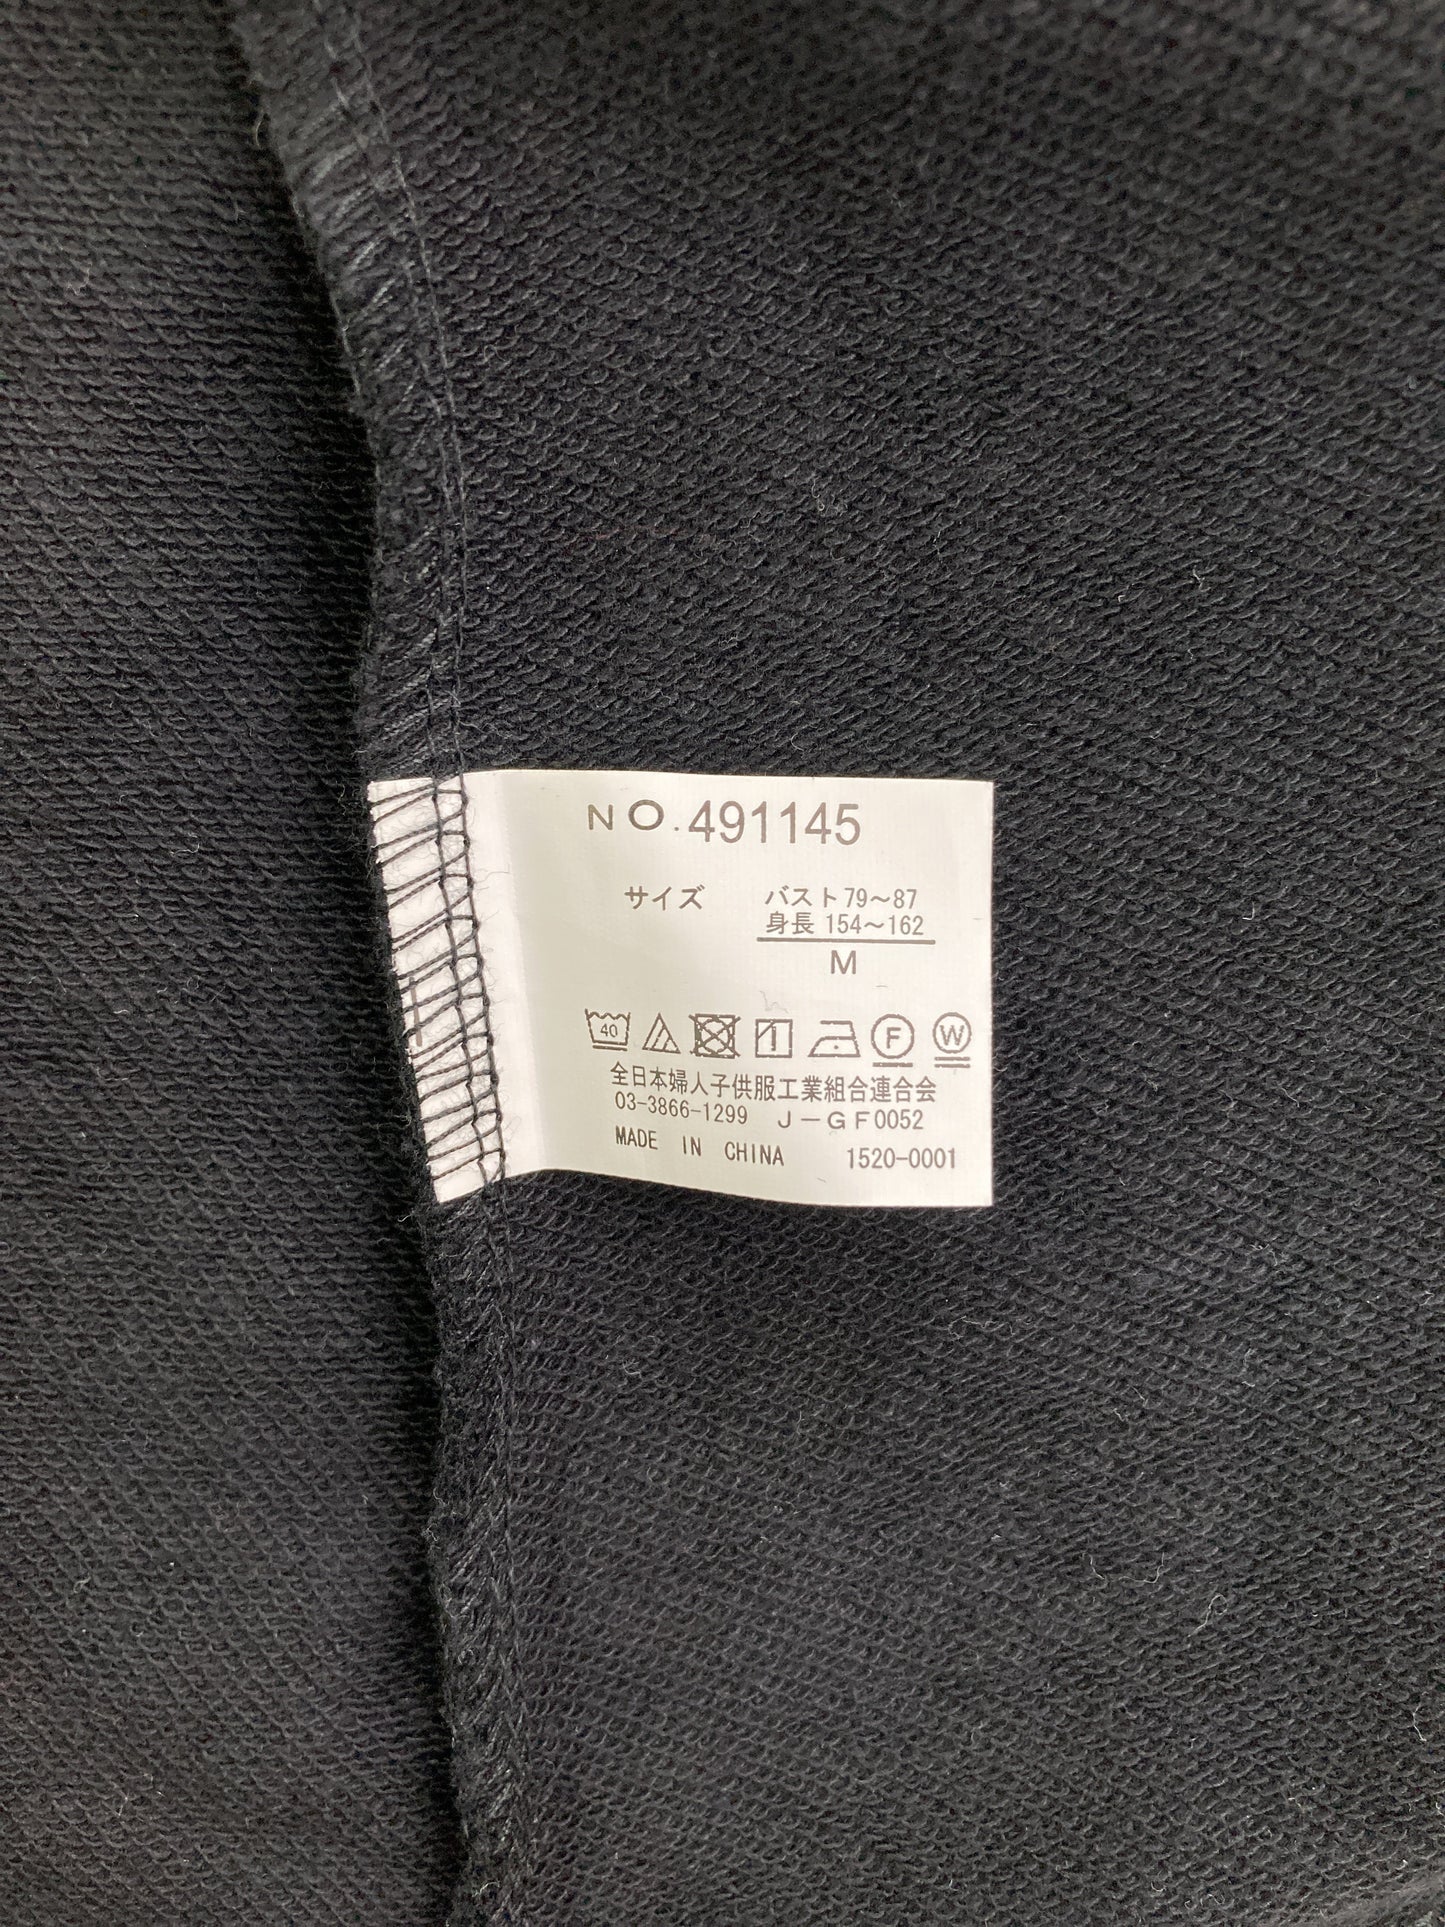 NO.491145
サイズ バスト79～87
身長 154～162
M
40 F W
全日本婦人子供服工業組合連合会
03-3866-1299 J－GF0052
MADE IN CHINA 1520-0001